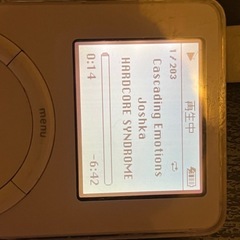 再生中
1 / 203
Cascading Emotions
Joshka
HARDCORE SYNDROME
0:14
-6:42
menu